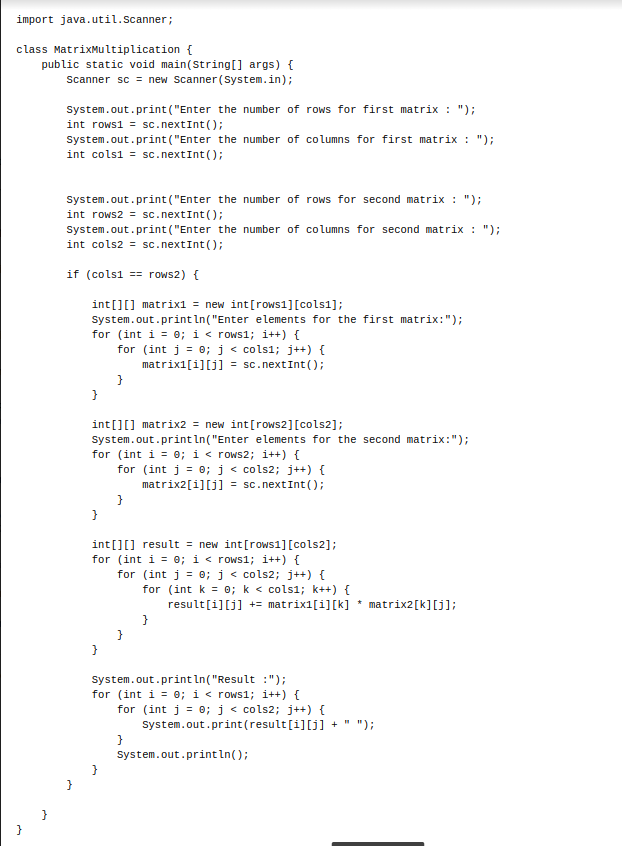 import java.util.Scanner;
class MatrixMultiplication {
    public static void main(String[] args) {
        Scanner sc = new Scanner(System.in);
        System.out.print("Enter the number of rows for first matrix : ");
        int rows1 = sc.nextInt();
        System.out.print("Enter the number of columns for first matrix : ");
        int cols1 = sc.nextInt();
        System.out.print("Enter the number of rows for second matrix : ");
        int rows2 = sc.nextInt();
        System.out.print("Enter the number of columns for second matrix : ");
        int cols2 = sc.nextInt();
        if (cols1 == rows2) {
            int[][] matrix1 = new int[rows1][cols1];
            System.out.println("Enter elements for the first matrix:");
            for (int i = 0; i < rows1; i++) {
                for (int j = 0; j < cols1; j++) {
                    matrix1[i][j] = sc.nextInt();
                }
            }
            int[][] matrix2 = new int[rows2][cols2];
            System.out.println("Enter elements for the second matrix:");
            for (int i = 0; i < rows2; i++) {
                for (int j = 0; j < cols2; j++) {
                    matrix2[i][j] = sc.nextInt();
                }
            }
            int[][] result = new int[rows1][cols2];
            for (int i = 0; i < rows1; i++) {
                for (int j = 0; j < cols2; j++) {
                    for (int k = 0; k < cols1; k++) {
                        result[i][j] += matrix1[i][k] * matrix2[k][j];
                    }
                }
            }
            System.out.println("Result :");
            for (int i = 0; i < rows1; i++) {
                for (int j = 0; j < cols2; j++) {
                    System.out.print(result[i][j] + " ");
                }
                System.out.println();
            }
        }
    }
}